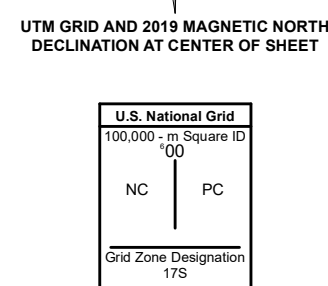 UTM GRID AND 2019 MAGNETIC NORTH
DECLINATION AT CENTER OF SHEET
U.S. National Grid
100,000 - m Square ID
⁶00
NC PC
Grid Zone Designation
17S